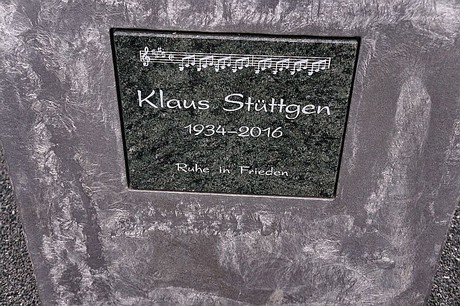 Klaus Stüttgen
1934–2016
Ruhe in Frieden